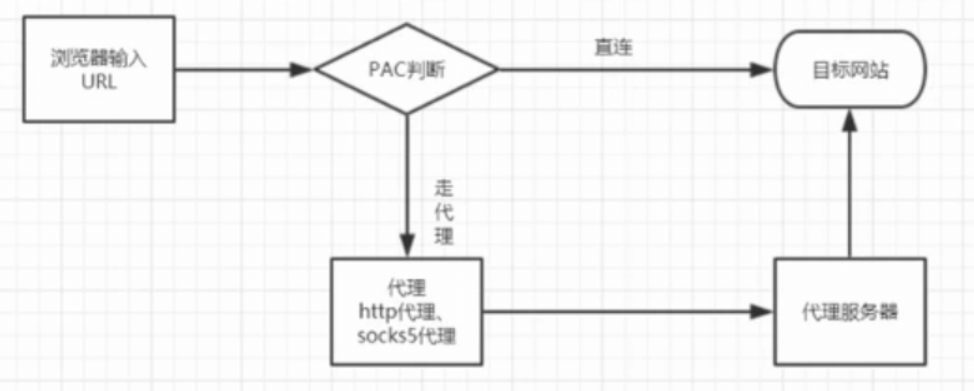 浏览器输入
URL
PAC判断
直连
目标网站
走
代
理
代理
http代理、
socks5代理
代理服务器